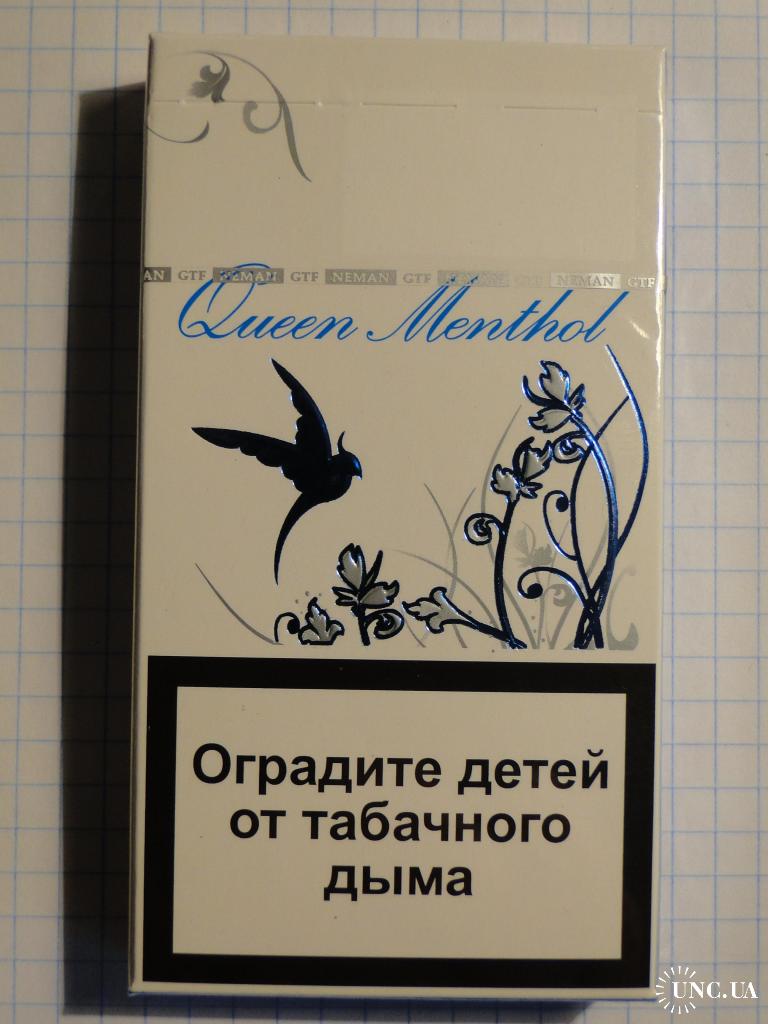 AN GTF NEMAN GTF NEMAN GTF NEMAN GTF NEMAN GTF
Queen Menthol
Оградите детей
от табачного
дыма
UNC.UA